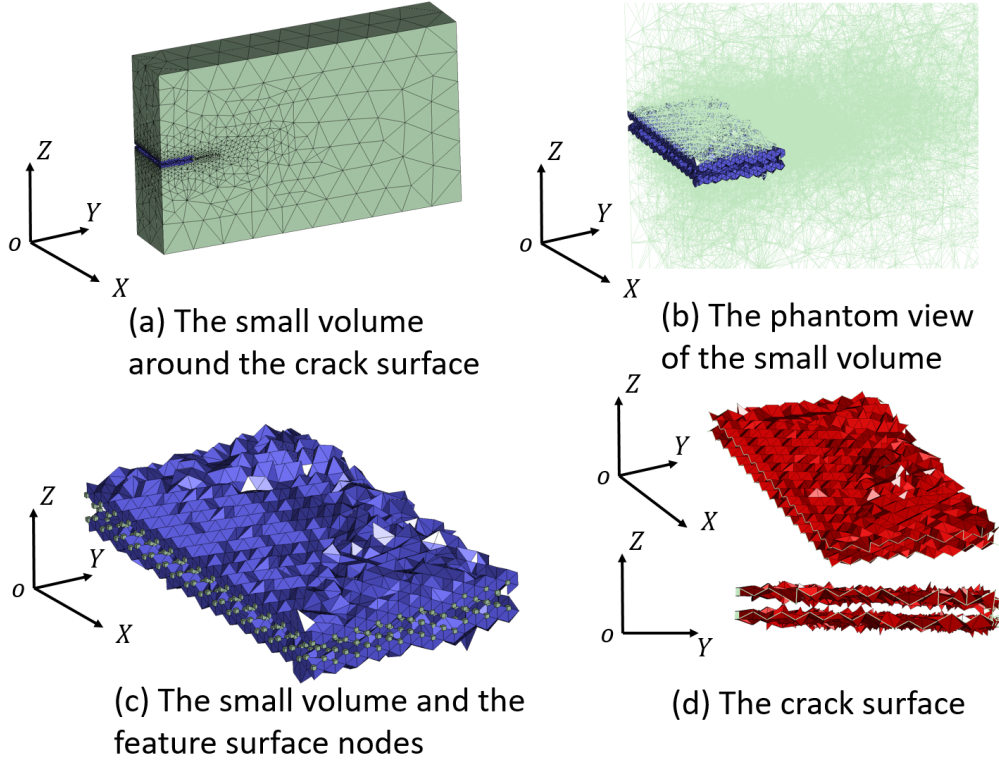 Z
Y
o
X
(a) The small volume
around the crack surface
Z
Y
o
X
(b) The phantom view
of the small volume
Z
Y
o
X
(c) The small volume and the
feature surface nodes
Z
Y
o
X
Z
o
Y
(d) The crack surface